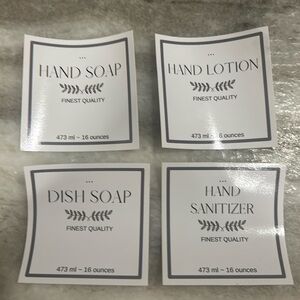 HAND SOAP
FINEST QUALITY
473 ml ~ 16 ounces
HAND LOTION
FINEST QUALITY
473 ml ~ 16 ounces
DISH SOAP
FINEST QUALITY
473 ml ~ 16 ounces
HAND
SANITIZER
FINEST QUALITY
473 ml ~ 16 ounces